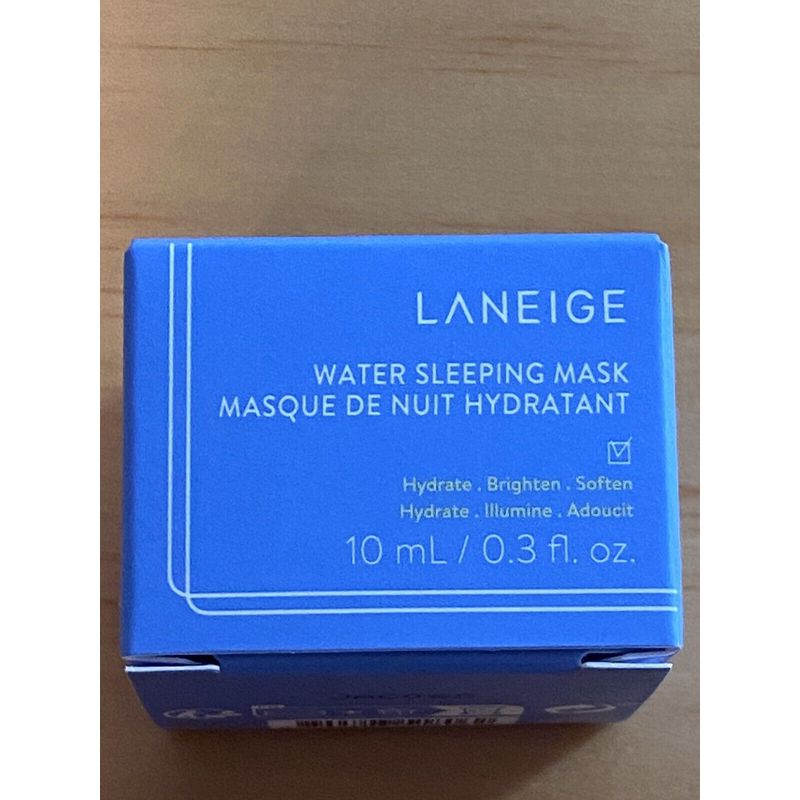 LANEIGE
WATER SLEEPING MASK
MASQUE DE NUIT HYDRATANT
Hydrate . Brighten . Soften
Hydrate . Illumine . Adoucit
10 mL / 0.3 fl. oz.